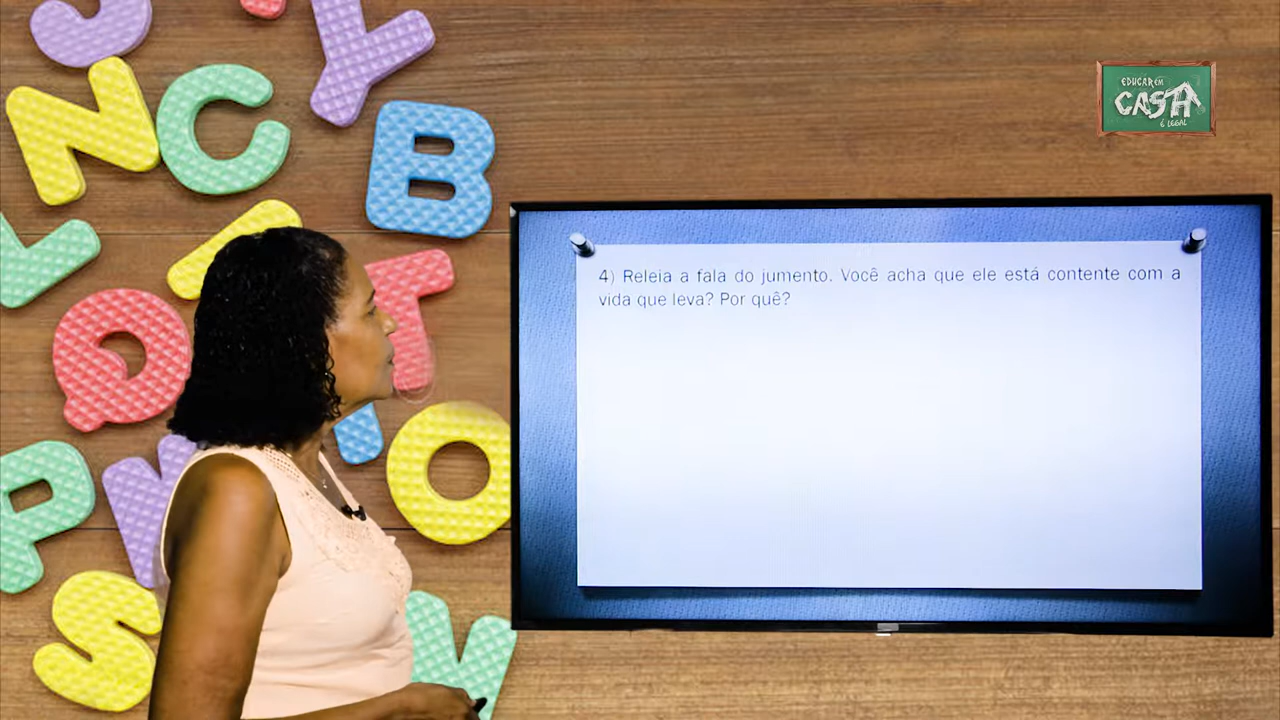 Y
N C
B
L
Q T
P
O
S
EDUCAR EM
CASA
É LEGAL
4) Releia a fala do jumento. Você acha que ele está contente com a
vida que leva? Por quê?